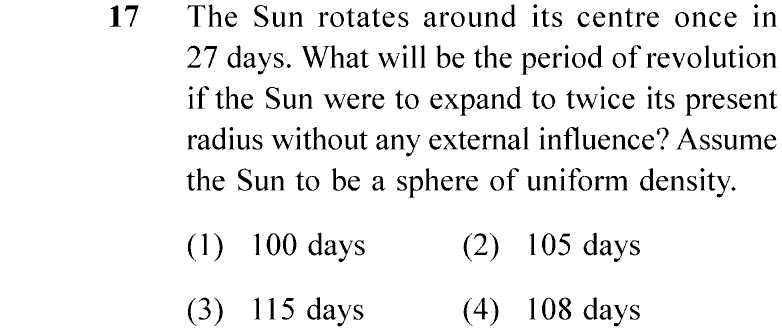 17 The Sun rotates around its centre once in
27 days. What will be the period of revolution
if the Sun were to expand to twice its present
radius without any external influence? Assume
the Sun to be a sphere of uniform density.
(1) 100 days (2) 105 days
(3) 115 days (4) 108 days